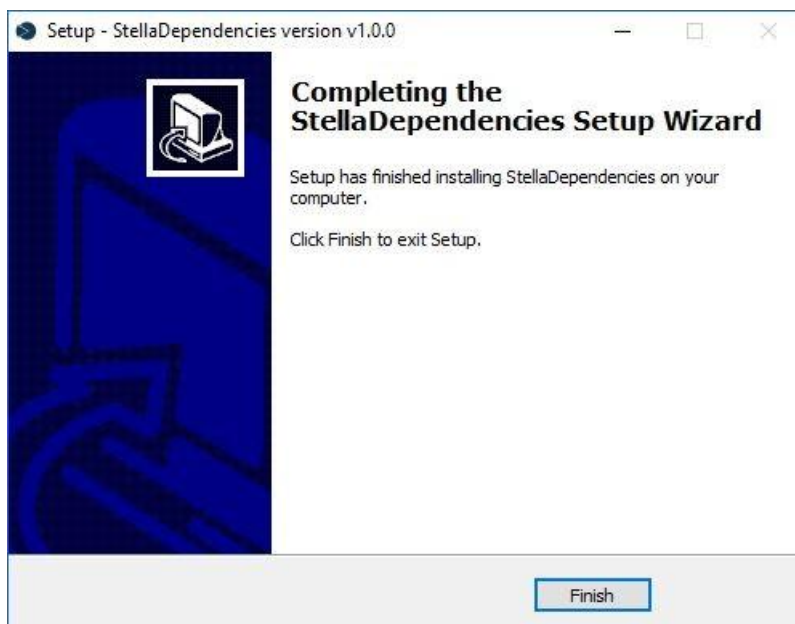 Setup - StellaDependencies version v1.0.0
Completing the
StellaDependencies Setup Wizard
Setup has finished installing StellaDependencies on your
computer.
Click Finish to exit Setup.
Finish